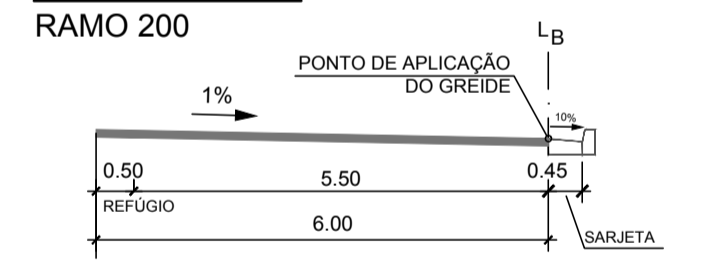 RAMO 200
L B
PONTO DE APLICAÇÃO
DO GREIDE
1%
10%
0.50
5.50
0.45
REFÚGIO
6.00
SARJETA